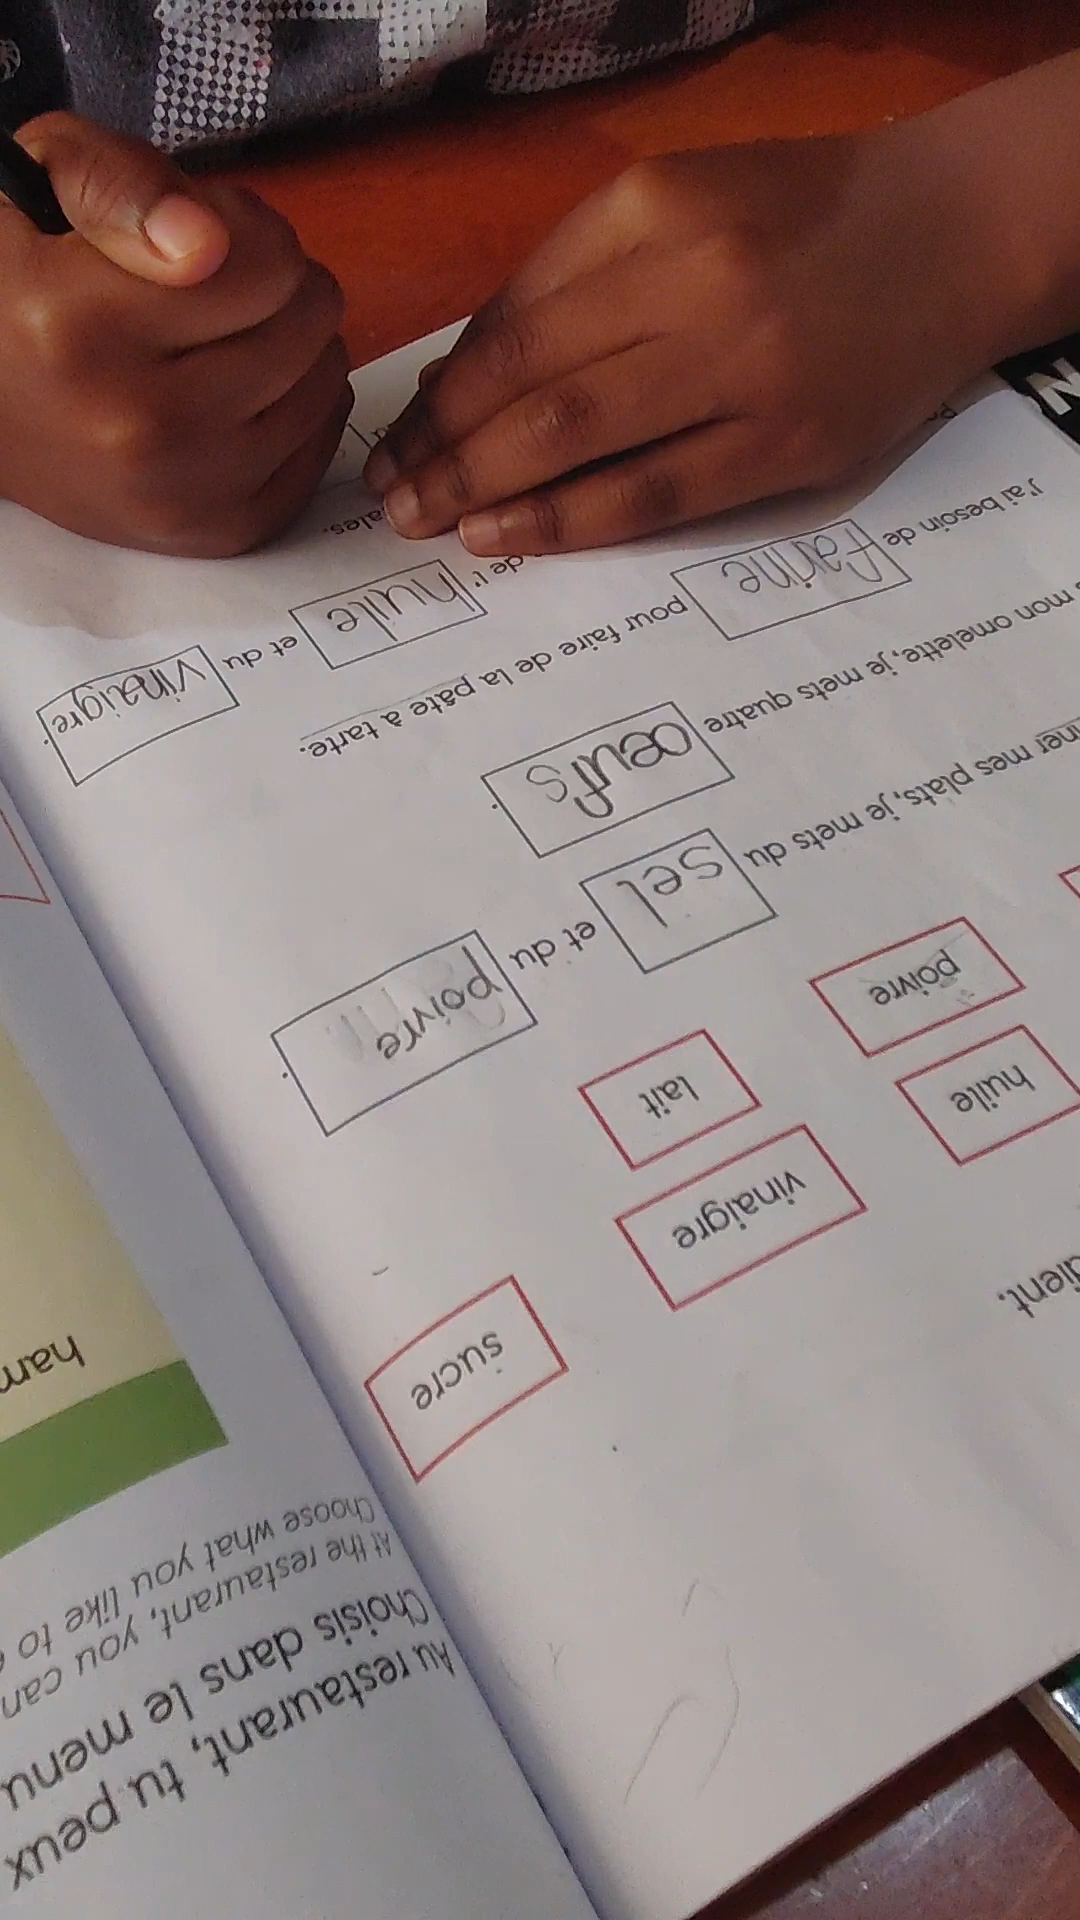 dient.
sucre
vinaigre
huile
lait
poivre
ner mes plats, je mets du sel et du poivre.
mon omelette, je mets quatre œufs.
J'ai besoin de farine pour faire de la pâte à tarte.
de l' huile et du vinaigre.
ales.
Au restaurant, tu peux
Choisis dans le menu
At the restaurant, you can
Choose what you like to
ham
N